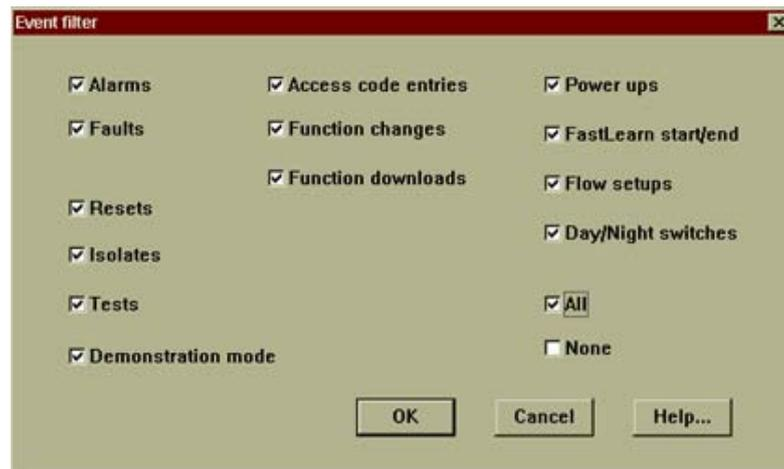 Event filter
Alarms
Faults
Resets
Isolates
Tests
Demonstration mode
Access code entries
Function changes
Function downloads
Power ups
FastLearn start/end
Flow setups
Day/Night switches
All
None
OK
Cancel
Help...